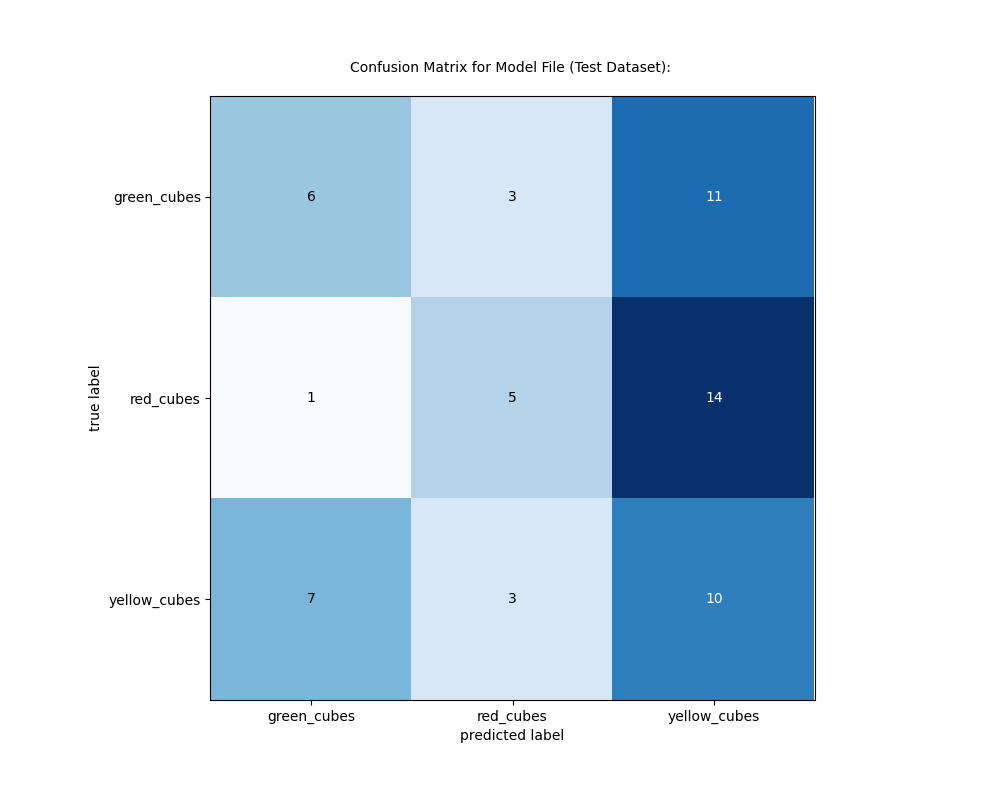 Confusion Matrix for Model File (Test Dataset):
green_cubes
6
3
11
true label
red_cubes
1
5
14
yellow_cubes
7
3
10
green_cubes
red_cubes
yellow_cubes
predicted label